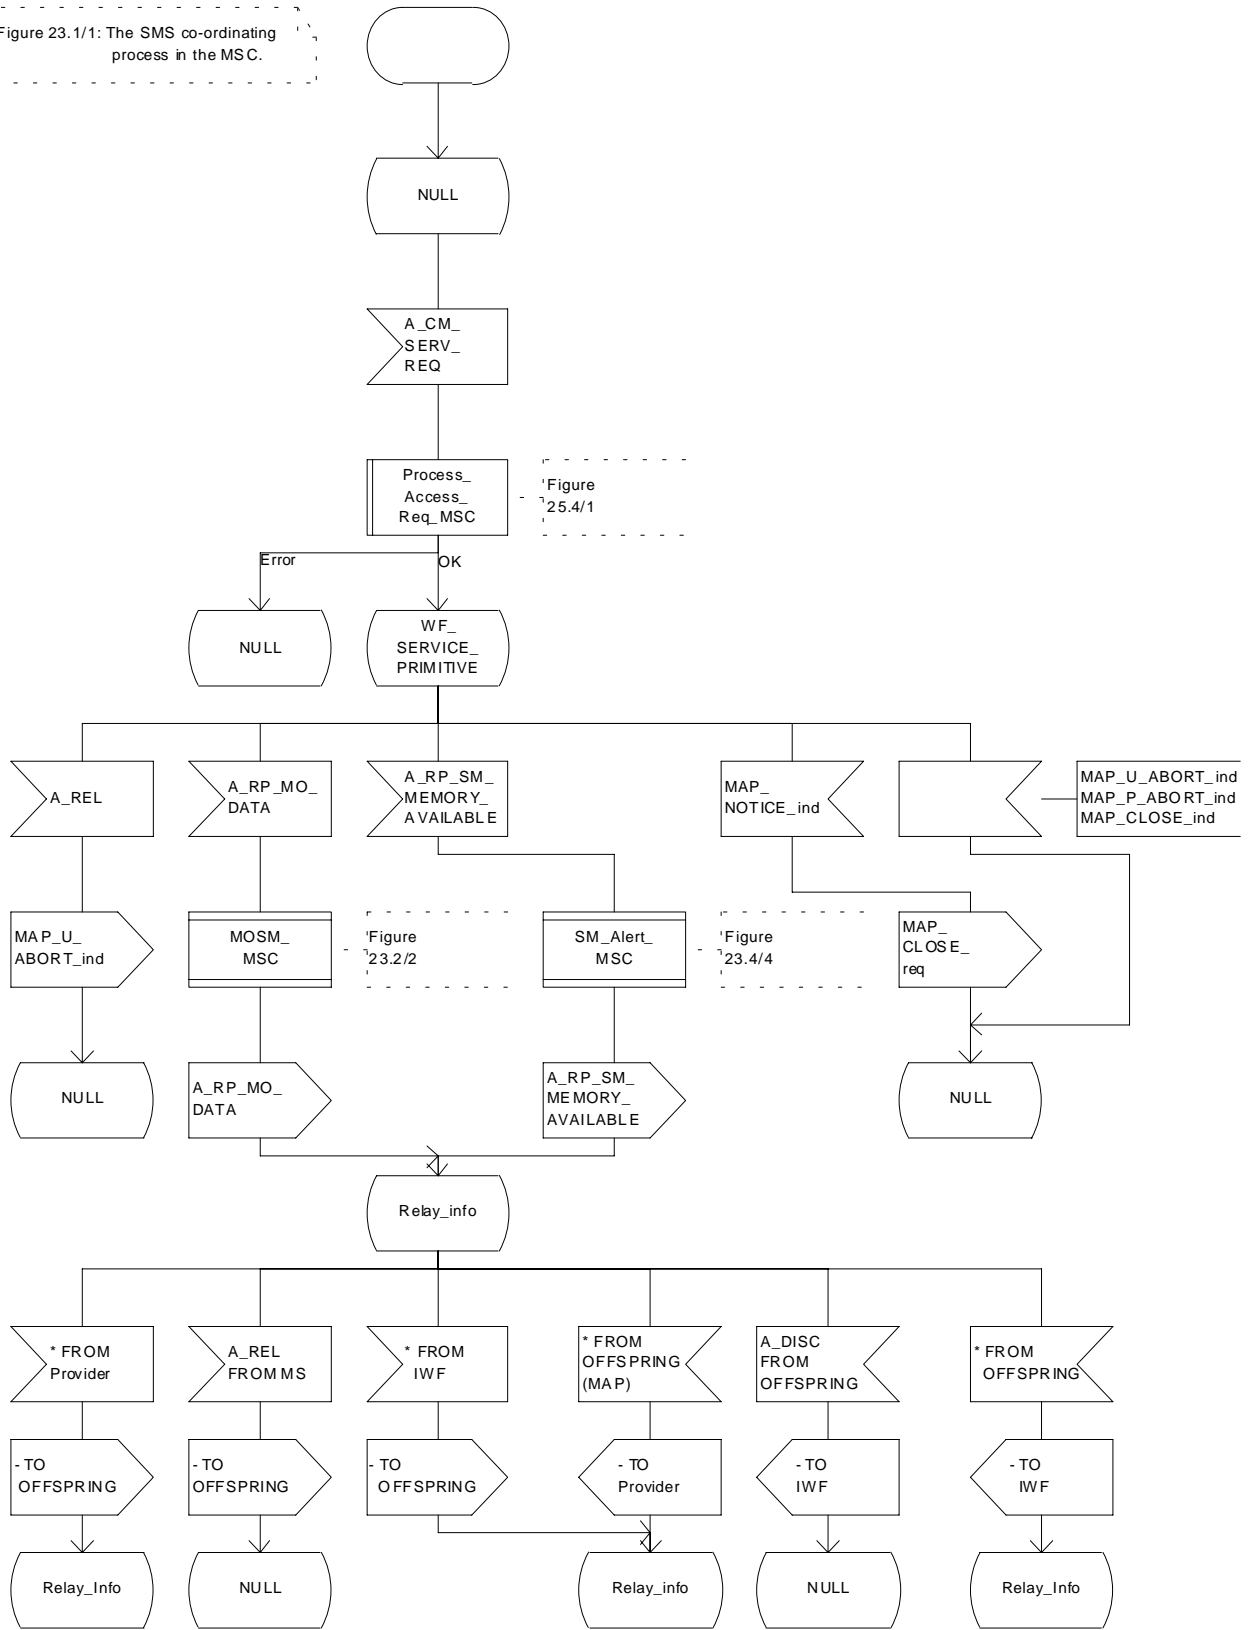 Figure 23.1/1: The SMS co-ordinating
process in the MSC.
NULL
A_CM_
SERV_
REQ
Process_
Access_
Req_MSC
Figure
25.4/1
Error
OK
NULL
WF_
SERVICE_
PRIMITIVE
A_REL
A_RP_MO_
DATA
A_RP_SM_
MEMORY_
AVAILABLE
MAP_
NOTICE_ind
MAP_U_ABORT_ind
MAP_P_ABORT_ind
MAP_CLOSE_ind
MAP_U_
ABORT_ind
MOSM_
MSC
Figure
23.2/2
SM_Alert_
MSC
Figure
23.4/4
MAP_
CLOSE_
req
NULL
A_RP_MO_
DATA
A_RP_SM_
MEMORY_
AVAILABLE
NULL
Relay_info
* FROM
Provider
A_REL
FROM MS
* FROM
IWF
* FROM
OFFSPRING
(MAP)
A_DISC
FROM
OFFSPRING
* FROM
OFFSPRING
- TO
OFFSPRING
- TO
OFFSPRING
- TO
OFFSPRING
- TO
Provider
- TO
IWF
- TO
IWF
Relay_Info
NULL
Relay_info
NULL
Relay_Info